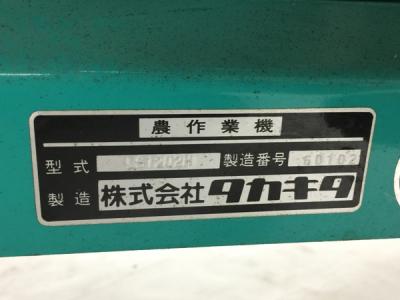 農作業機
型式 製造番号 60102
製造 株式会社タカキタ